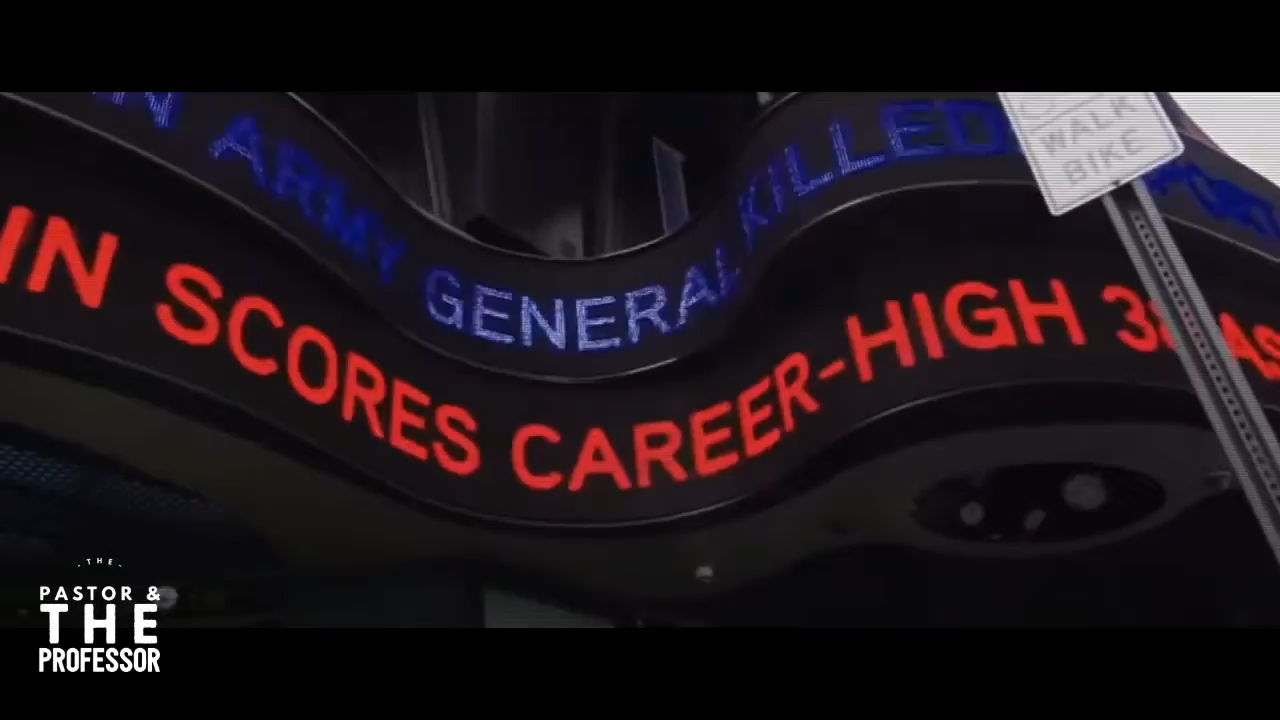 ARMY GENERAL KILLED
IN SCORES CAREER-HIGH
WALK
BIKE
THE
PASTOR &
THE
PROFESSOR